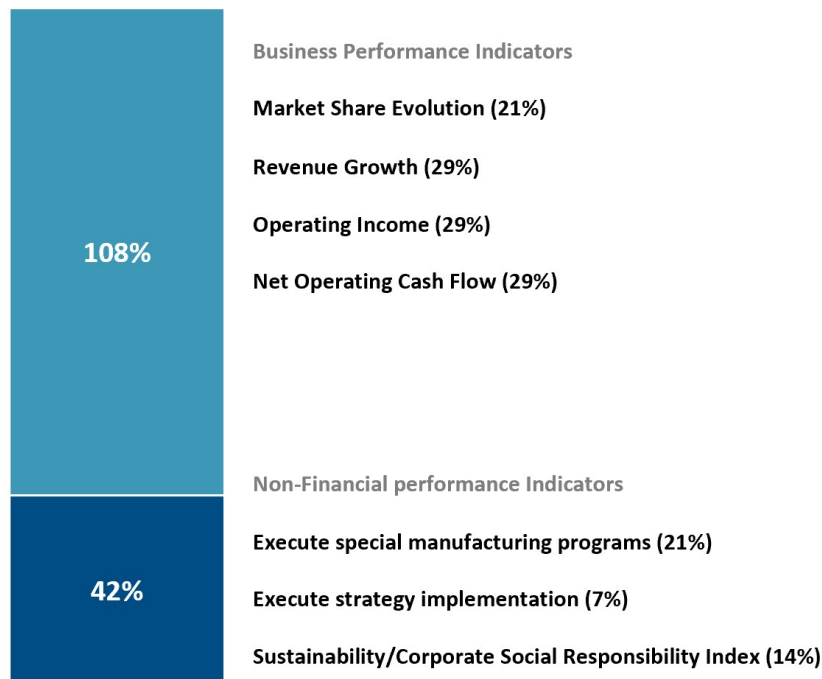 Business Performance Indicators
Market Share Evolution (21%)
Revenue Growth (29%)
Operating Income (29%)
108%
Net Operating Cash Flow (29%)
Non-Financial performance Indicators
Execute special manufacturing programs (21%)
42%
Execute strategy implementation (7%)
Sustainability/Corporate Social Responsibility Index (14%)